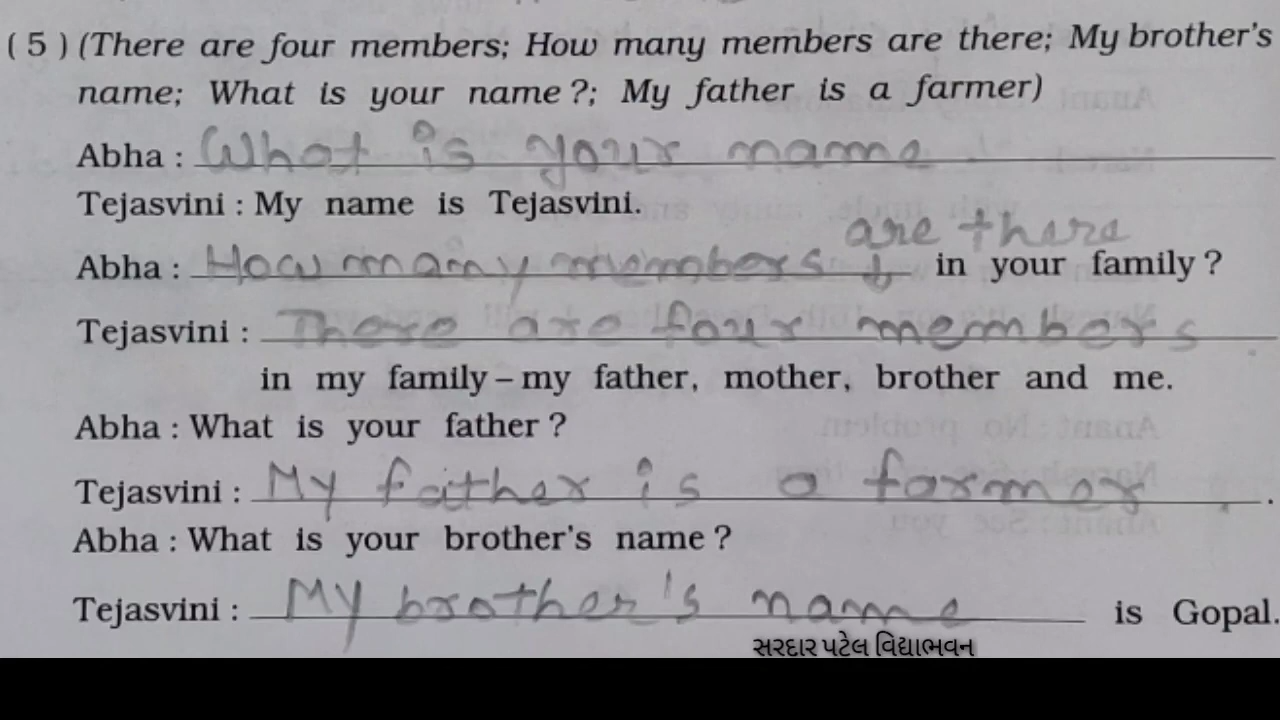 ( 5 ) (There are four members; How many members are there; My brother's
name; What is your name ?; My father is a farmer)
Abha : What is your name .
Tejasvini : My name is Tejasvini.
are there
Abha : How many members in your family ?
Tejasvini : There are four members
in my family – my father, mother, brother and me.
Abha : What is your father ?
Tejasvini : My father is a farmer .
Abha : What is your brother's name ?
Tejasvini : My brother's name is Gopal.
સરદાર પટેલ વિદ્યાભવન